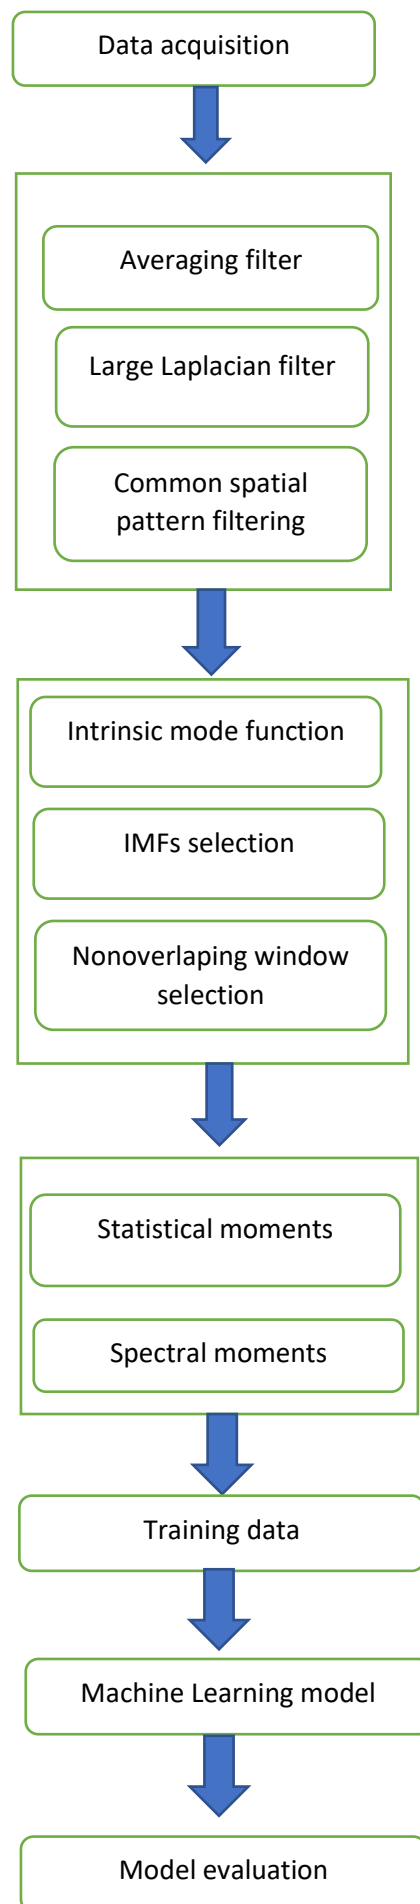 Data acquisition
Averaging filter
Large Laplacian filter
Common spatial
pattern filtering
Intrinsic mode function
IMFs selection
Nonoverlaping window
selection
Statistical moments
Spectral moments
Training data
Machine Learning model
Model evaluation